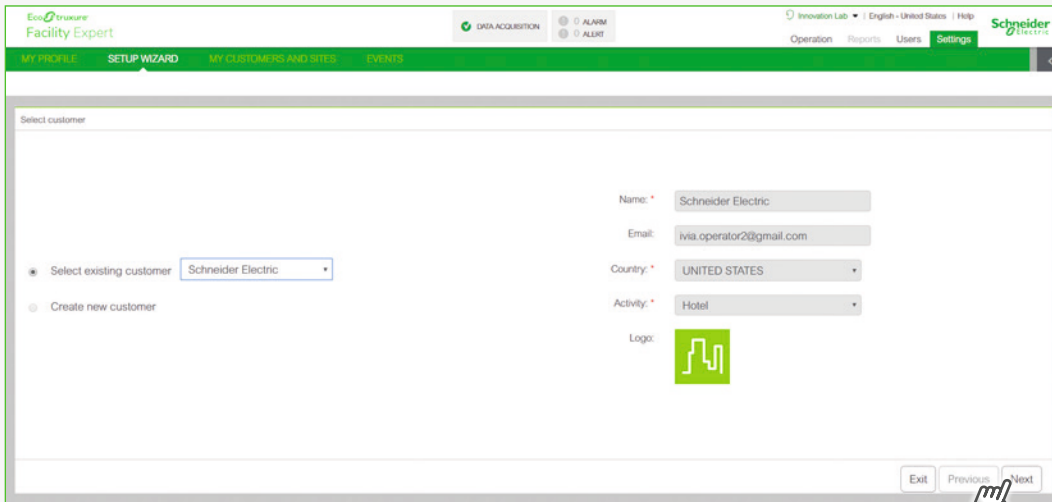 EcoStruxure
Facility Expert
DATA ACQUISITION
0 ALARM
0 ALERT
Innovation Lab | English - United States | Help
Operation Reports Users Settings
Schneider
Electric
MY PROFILE SETUP WIZARD MY CUSTOMERS AND SITES EVENTS
Select customer
Name: * Schneider Electric
Email: ivia.operator2@gmail.com
Select existing customer Schneider Electric
Country: * UNITED STATES
Create new customer
Activity: * Hotel
Logo:
Exit Previous Next